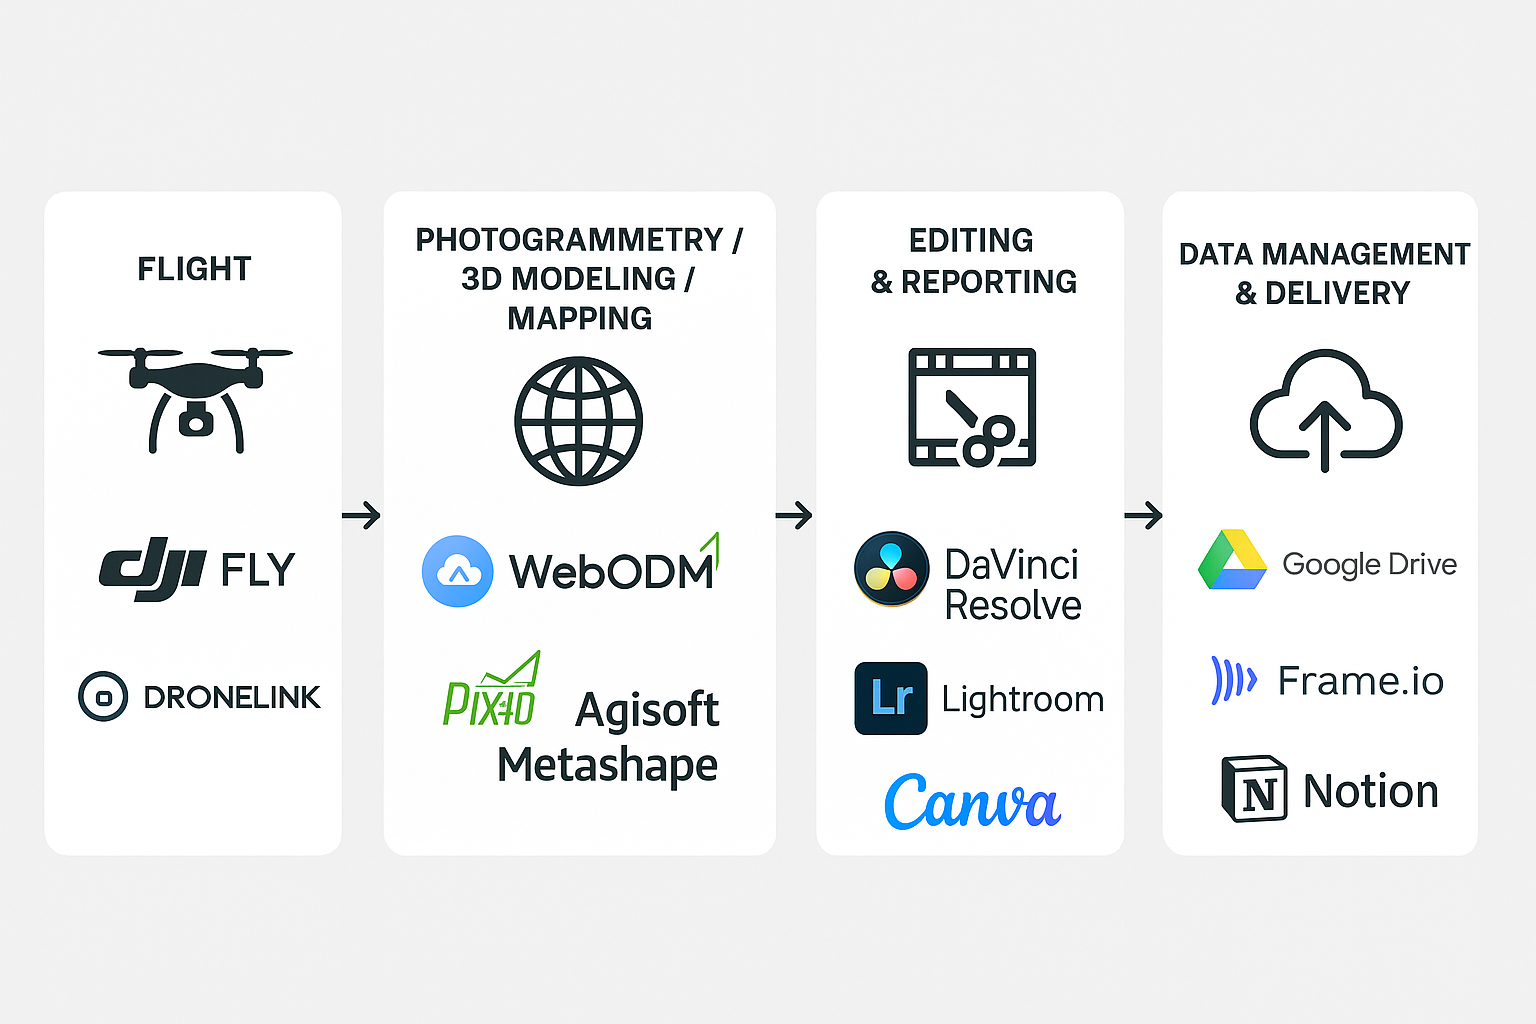 FLIGHT
dji FLY
DRONELINK
PHOTOGRAMMETRY /
3D MODELING /
MAPPING
WebODM
PIX4D
Agisoft
Metashape
EDITING
& REPORTING
DaVinci
Resolve
Lr Lightroom
Canva
DATA MANAGEMENT
& DELIVERY
Google Drive
Frame.io
N Notion